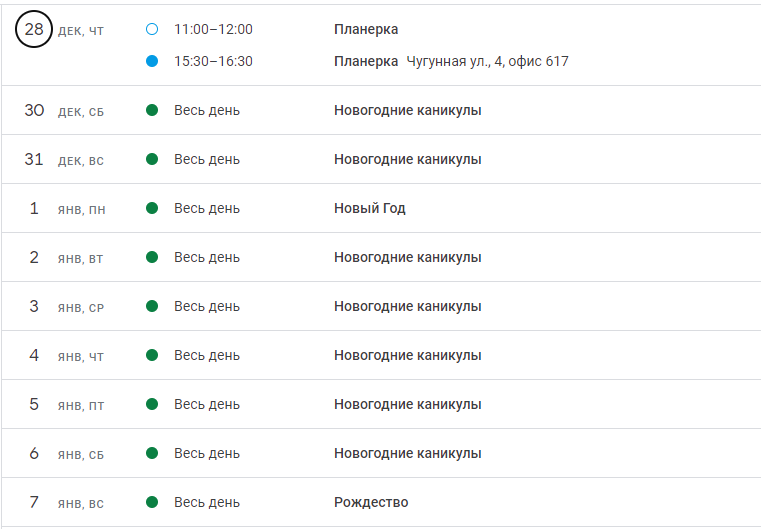 28 ДЕК, ЧТ 11:00–12:00 Планерка
15:30–16:30 Планерка Чугунная ул., 4, офис 617
30 ДЕК, СБ Весь день Новогодние каникулы
31 ДЕК, ВС Весь день Новогодние каникулы
1 ЯНВ, ПН Весь день Новый Год
2 ЯНВ, ВТ Весь день Новогодние каникулы
3 ЯНВ, СР Весь день Новогодние каникулы
4 ЯНВ, ЧТ Весь день Новогодние каникулы
5 ЯНВ, ПТ Весь день Новогодние каникулы
6 ЯНВ, СБ Весь день Новогодние каникулы
7 ЯНВ, ВС Весь день Рождество